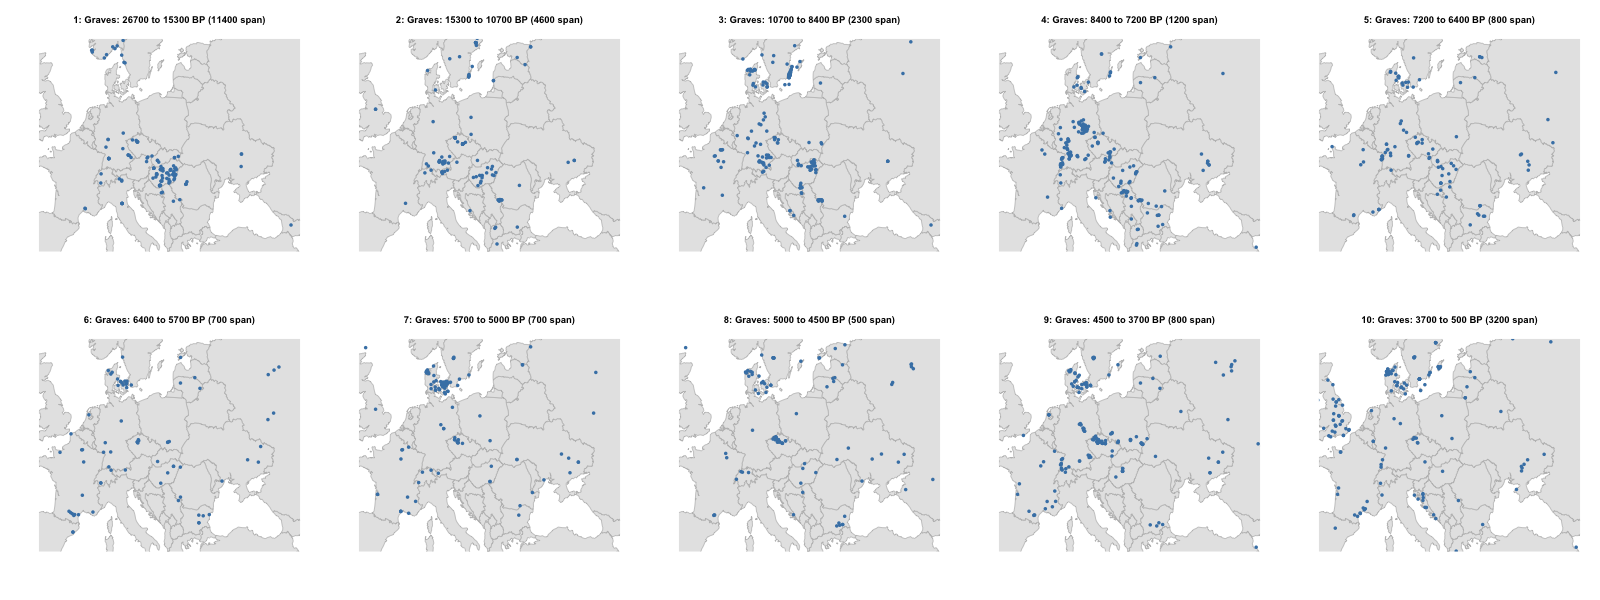 1: Graves: 26700 to 15300 BP (11400 span)
2: Graves: 15300 to 10700 BP (4600 span)
3: Graves: 10700 to 8400 BP (2300 span)
4: Graves: 8400 to 7200 BP (1200 span)
5: Graves: 7200 to 6400 BP (800 span)
6: Graves: 6400 to 5700 BP (700 span)
7: Graves: 5700 to 5000 BP (700 span)
8: Graves: 5000 to 4500 BP (500 span)
9: Graves: 4500 to 3700 BP (800 span)
10: Graves: 3700 to 500 BP (3200 span)